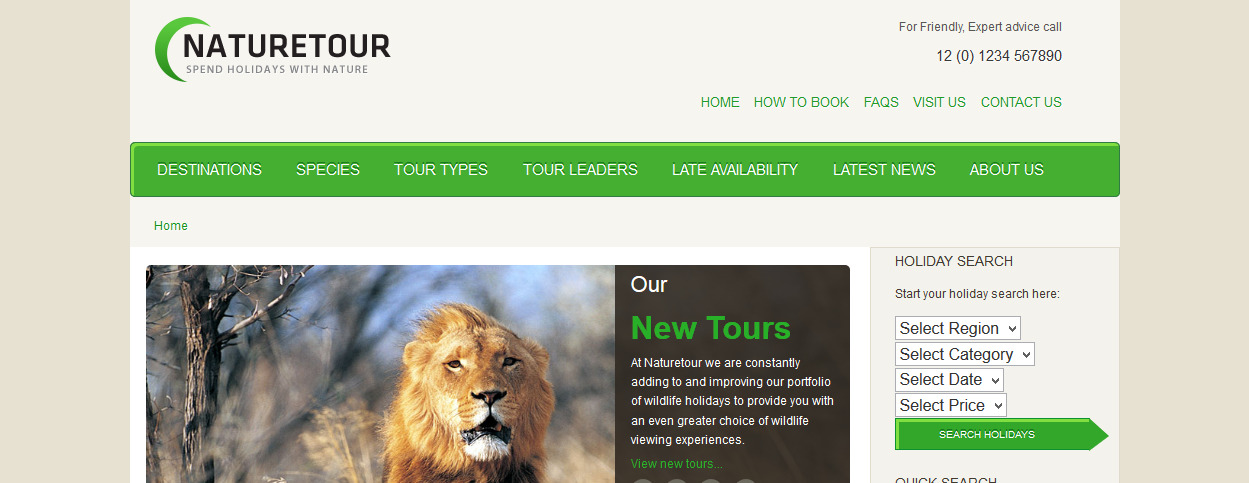 NATURETOUR
SPEND HOLIDAYS WITH NATURE
For Friendly, Expert advice call
12 (0) 1234 567890
HOME HOW TO BOOK FAQS VISIT US CONTACT US
DESTINATIONS SPECIES TOUR TYPES TOUR LEADERS LATE AVAILABILITY LATEST NEWS ABOUT US
Home
Our
New Tours
At Naturetour we are constantly
adding to and improving our portfolio
of wildlife holidays to provide you with
an even greater choice of wildlife
viewing experiences.
View new tours...
HOLIDAY SEARCH
Start your holiday search here:
Select Region
Select Category
Select Date
Select Price
SEARCH HOLIDAYS
QUICK SEARCH